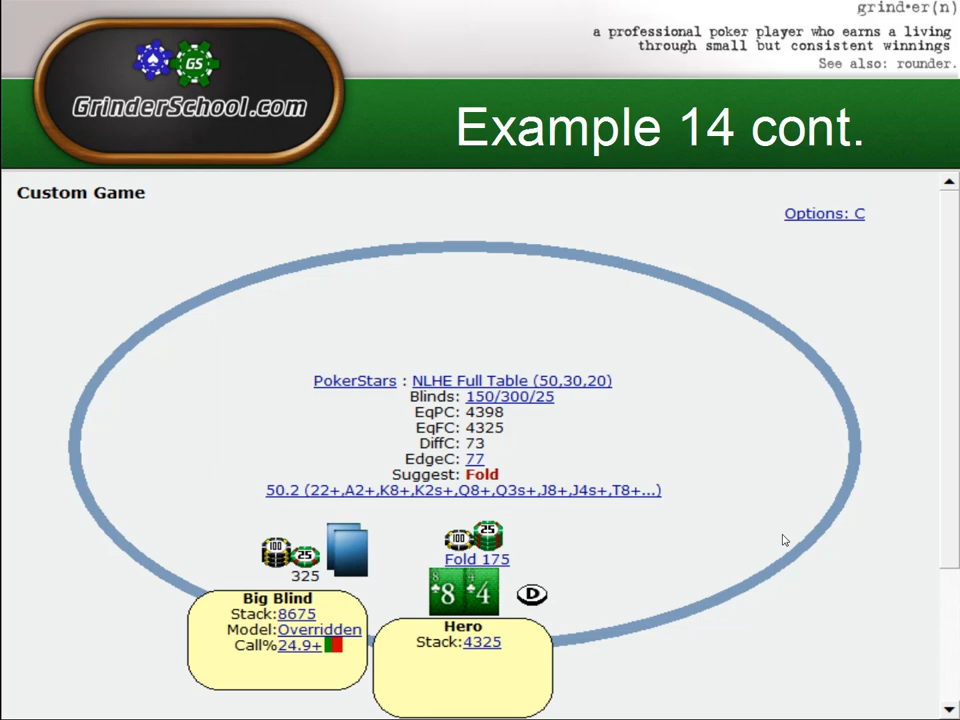 grind•er(n)
a professional poker player who earns a living
through small but consistent winnings
See also: rounder.
GS
GrinderSchool.com
Example 14 cont.
Custom Game
Options: C
PokerStars : NLHE Full Table (50,30,20)
Blinds: 150/300/25
EqPC: 4398
EqFC: 4325
DiffC: 73
EdgeC: 77
Suggest: Fold
50.2 (22+,A2+,K8+,K2s+,Q8+,Q3s+,J8+,J4s+,T8+...)
100 25
325
100 25
Fold 175
8 8 4 4
D
Big Blind
Stack:8675
Model:Overridden
Call%24.9+
Hero
Stack:4325